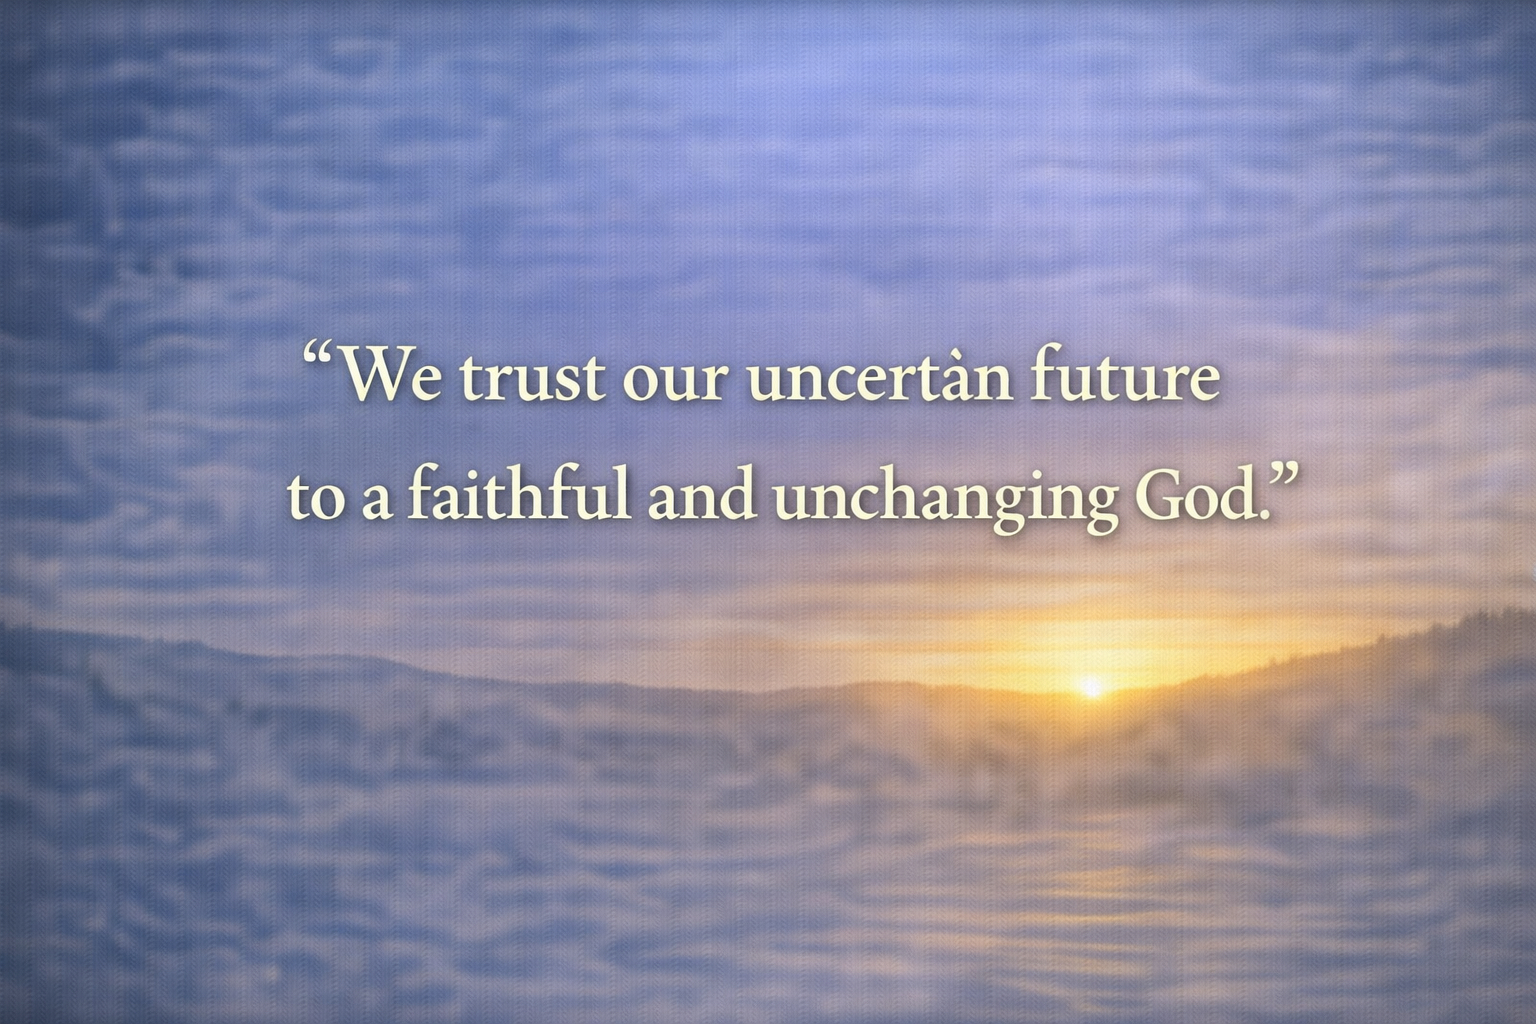 “We trust our uncertàn future
to a faithful and unchanging God.”